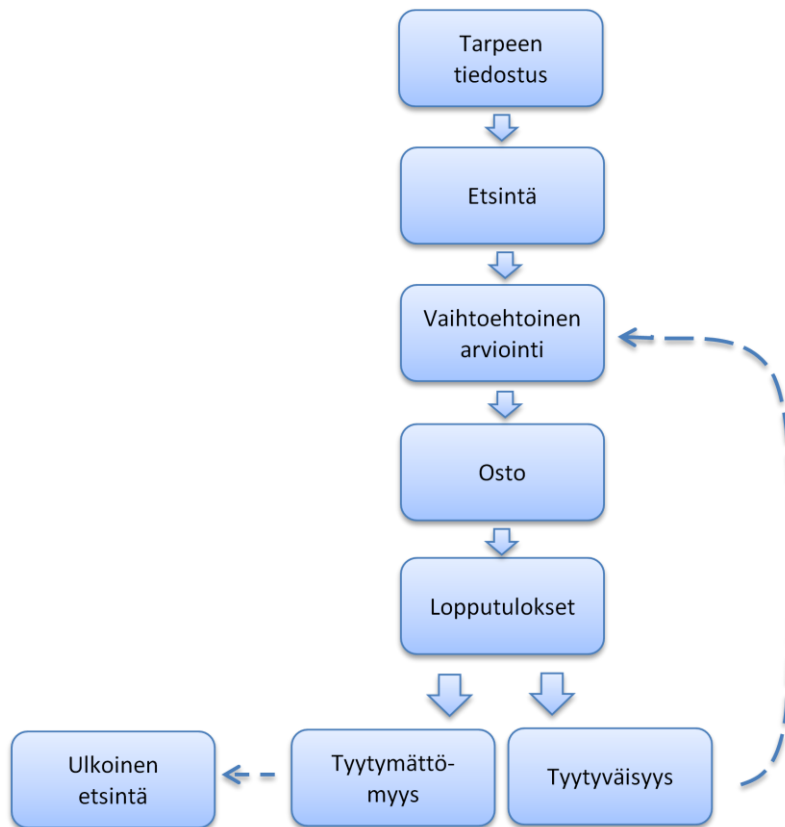 Tarpeen
tiedostus
Etsintä
Vaihtoehtoinen
arviointi
Osto
Lopputulokset
Ulkoinen
etsintä
Tyytymättö-
myys
Tyytyväisyys